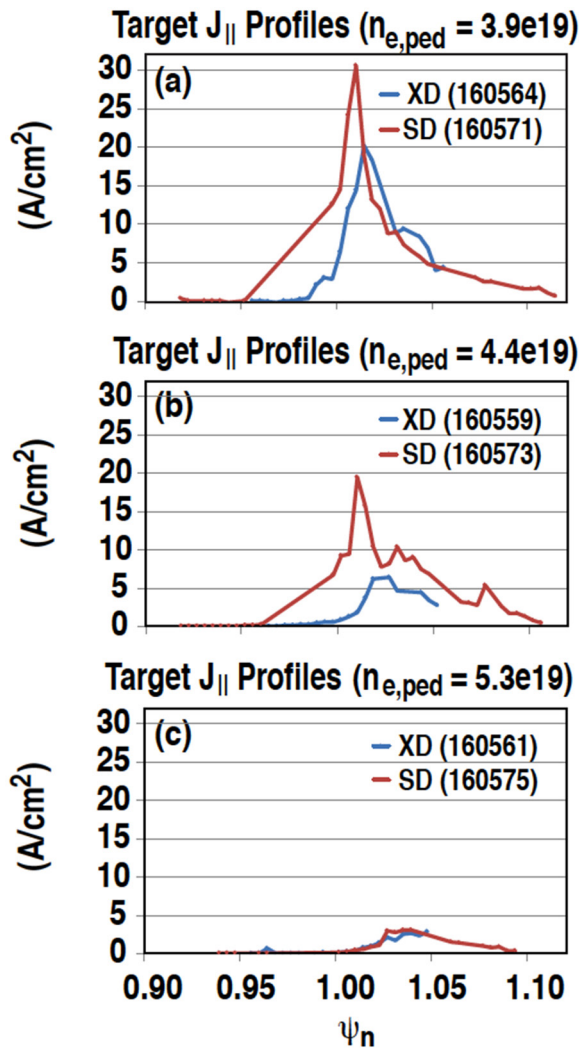 Target J|| Profiles (ne,ped = 3.9e19)
(a)
XD (160564)
SD (160571)
(A/cm2)
30
25
20
15
10
5
0
Target J|| Profiles (ne,ped = 4.4e19)
(b)
XD (160559)
SD (160573)
(A/cm2)
30
25
20
15
10
5
0
Target J|| Profiles (ne,ped = 5.3e19)
(c)
XD (160561)
SD (160575)
(A/cm2)
30
25
20
15
10
5
0
0.90 0.95 1.00 1.05 1.10
ψn